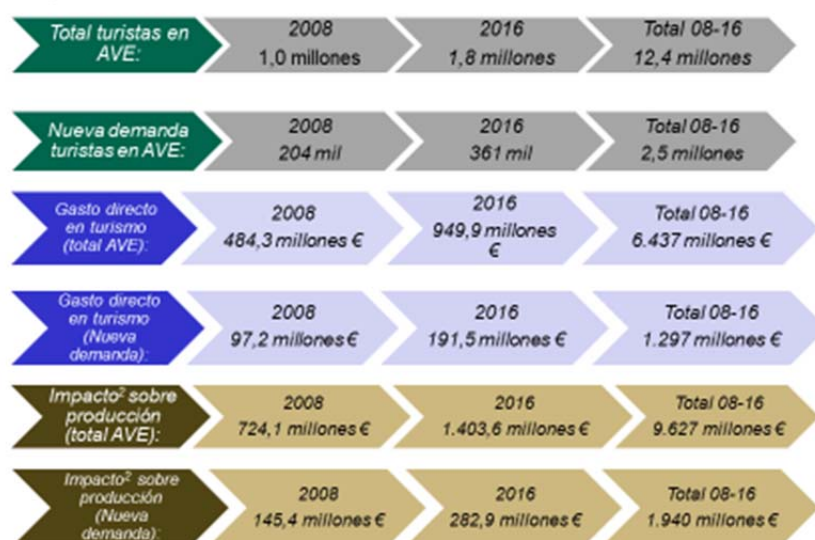 Total turistas en
AVE:
2008
1,0 millones
2016
1,8 millones
Total 08-16
12,4 millones
Nueva demanda
turistas en AVE:
2008
204 mil
2016
361 mil
Total 08-16
2,5 millones
Gasto directo
en turismo
(total AVE):
2008
484,3 millones €
2016
949,9 millones
€
Total 08-16
6.437 millones €
Gasto directo
en turismo
(Nueva
demanda):
2008
97,2 millones €
2016
191,5 millones €
Total 08-16
1.297 millones €
Impacto² sobre
producción
(total AVE):
2008
724,1 millones €
2016
1.403,6 millones €
Total 08-16
9.627 millones €
Impacto² sobre
producción
(Nueva
demanda):
2008
145,4 millones €
2016
282,9 millones €
Total 08-16
1.940 millones €